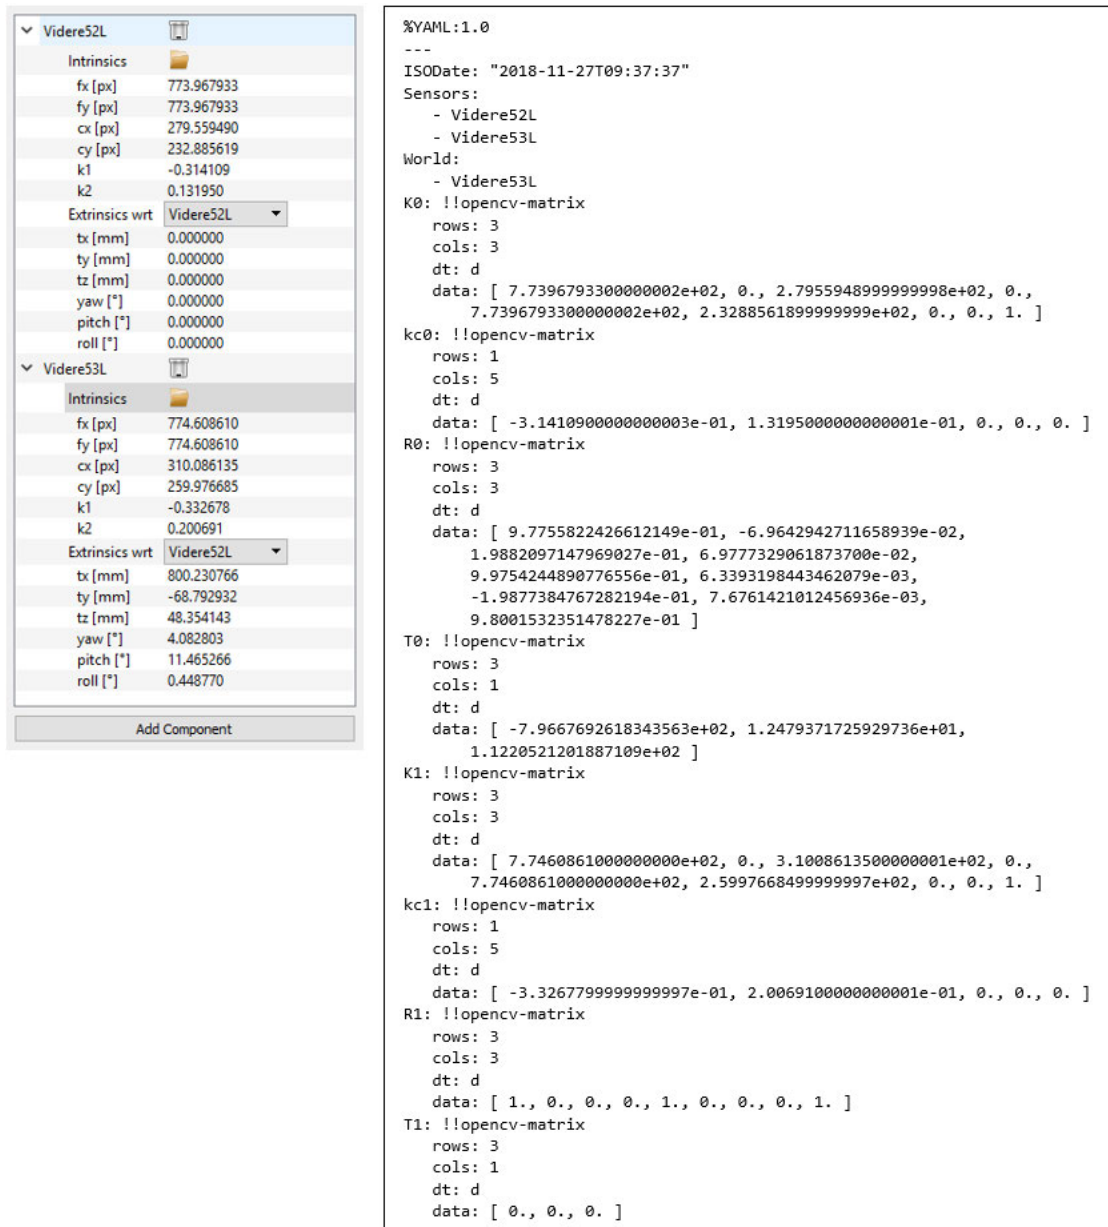 Videre52L
Intrinsics
fx [px] 773.967933
fy [px] 773.967933
cx [px] 279.559490
cy [px] 232.885619
k1 -0.314109
k2 0.131950
Extrinsics wrt Videre52L
tx [mm] 0.000000
ty [mm] 0.000000
tz [mm] 0.000000
yaw [°] 0.000000
pitch [°] 0.000000
roll [°] 0.000000
Videre53L
Intrinsics
fx [px] 774.608610
fy [px] 774.608610
cx [px] 310.086135
cy [px] 259.976685
k1 -0.332678
k2 0.200691
Extrinsics wrt Videre52L
tx [mm] 800.230766
ty [mm] -68.792932
tz [mm] 48.354143
yaw [°] 4.082803
pitch [°] 11.465266
roll [°] 0.448770
Add Component
%YAML:1.0
---
ISODate: "2018-11-27T09:37:37"
Sensors:
- Videre52L
- Videre53L
World:
- Videre53L
K0: !!opencv-matrix
rows: 3
cols: 3
dt: d
data: [ 7.7396793300000002e+02, 0., 2.7955948999999998e+02, 0.,
7.7396793300000002e+02, 2.3288561899999999e+02, 0., 0., 1. ]
kc0: !!opencv-matrix
rows: 1
cols: 5
dt: d
data: [ -3.1410900000000003e-01, 1.3195000000000001e-01, 0., 0., 0. ]
R0: !!opencv-matrix
rows: 3
cols: 3
dt: d
data: [ 9.7755822426612149e-01, -6.9642942711658939e-02,
1.9882097147969027e-01, 6.9777329061873700e-02,
9.9754244890776556e-01, 6.3393198443462079e-03,
-1.9877384767282194e-01, 7.6761421012456936e-03,
9.8001532351478227e-01 ]
T0: !!opencv-matrix
rows: 3
cols: 1
dt: d
data: [ -7.9667692618343563e+02, 1.2479371725929736e+01,
1.1220521201887109e+02 ]
K1: !!opencv-matrix
rows: 3
cols: 3
dt: d
data: [ 7.7460861000000000e+02, 0., 3.1008613500000001e+02, 0.,
7.7460861000000000e+02, 2.5997668499999997e+02, 0., 0., 1. ]
kc1: !!opencv-matrix
rows: 1
cols: 5
dt: d
data: [ -3.3267799999999997e-01, 2.0069100000000001e-01, 0., 0., 0. ]
R1: !!opencv-matrix
rows: 3
cols: 3
dt: d
data: [ 1., 0., 0., 0., 1., 0., 0., 0., 1. ]
T1: !!opencv-matrix
rows: 3
cols: 1
dt: d
data: [ 0., 0., 0. ]